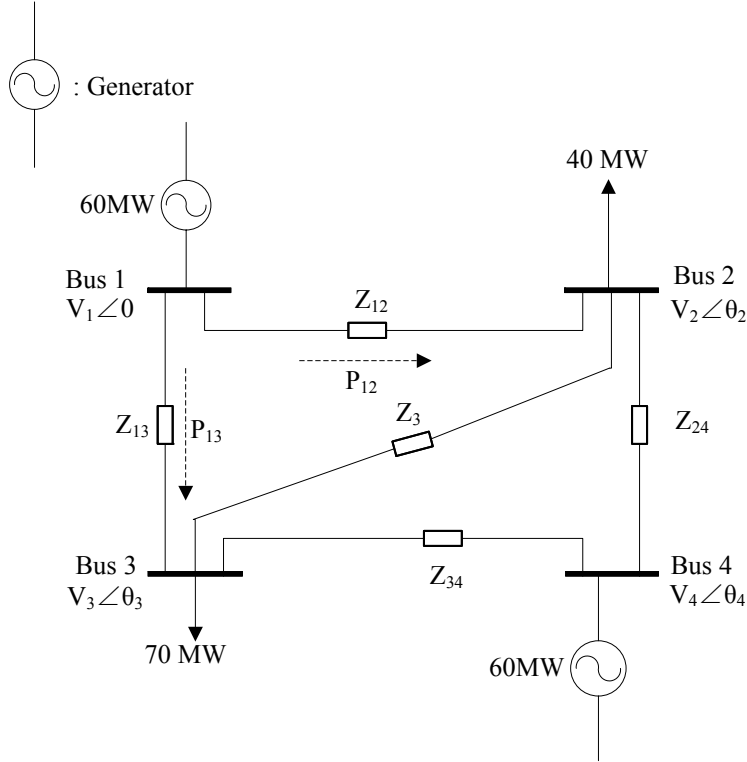 : Generator
40 MW
60MW
Bus 1
V₁∠0
Z₁₂
Bus 2
V₂∠θ₂
P₁₂
Z₁₃
P₁₃
Z₃
Z₂₄
Bus 3
V₃∠θ₃
Z₃₄
Bus 4
V₄∠θ₄
70 MW
60MW